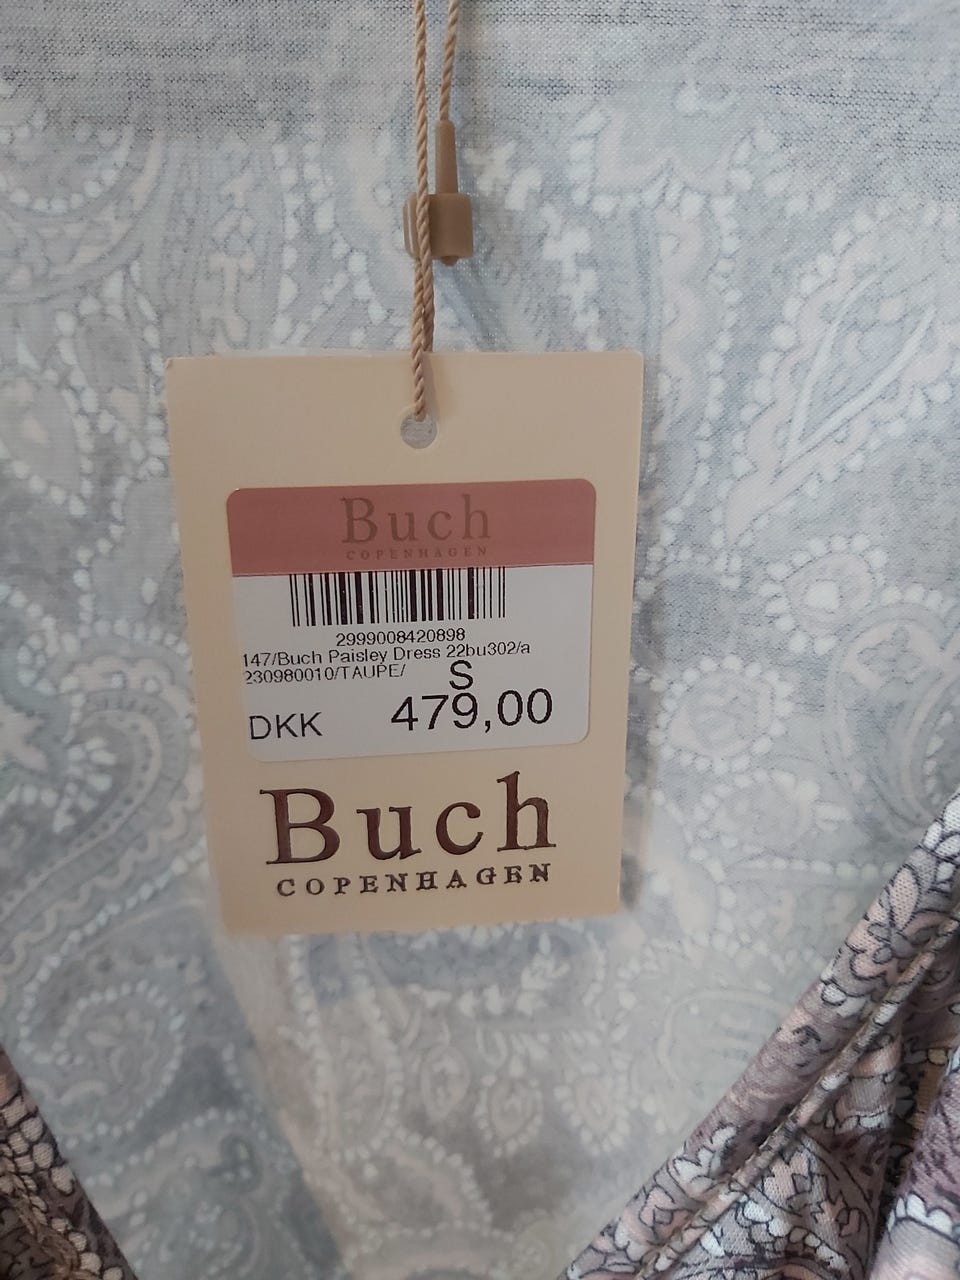 Buch
COPENHAGEN
2999008420898
147/Buch Paisley Dress 22bu302/a
230980010/TAUPE/
S
DKK 479,00
Buch
COPENHAGEN